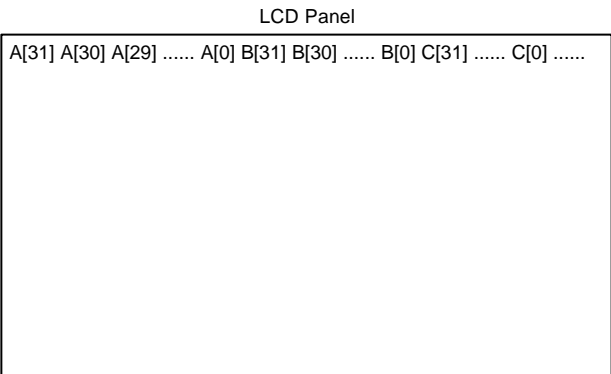 LCD Panel
A[31] A[30] A[29] ...... A[0] B[31] B[30] ...... B[0] C[31] ...... C[0] ......